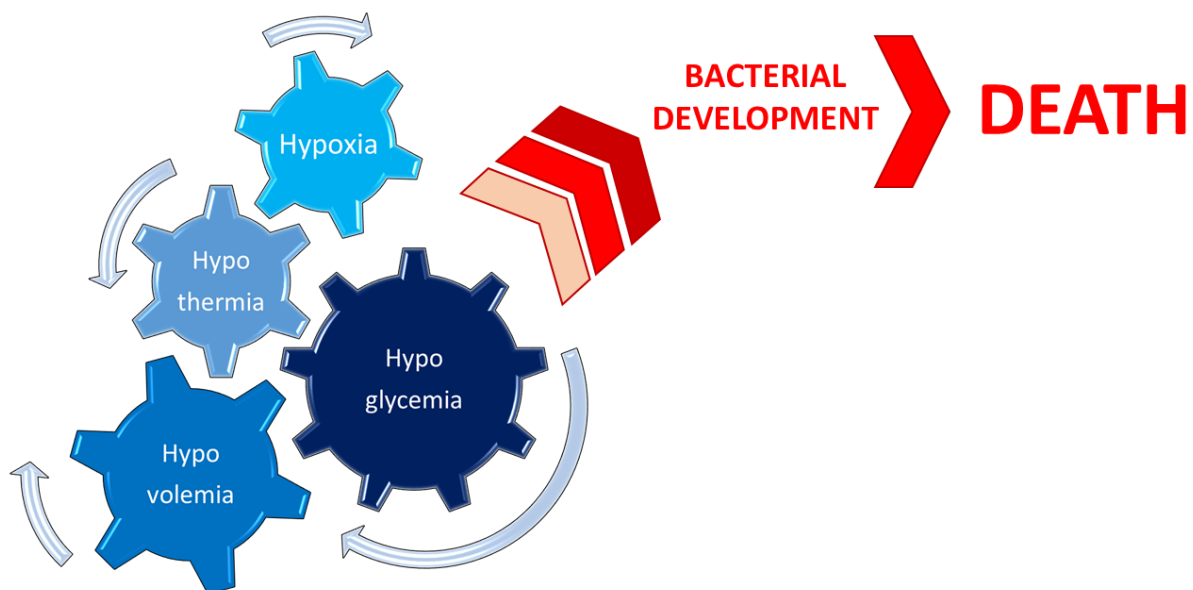 Hypoxia
Hypo
thermia
Hypo
glycemia
Hypo
volemia
BACTERIAL
DEVELOPMENT
DEATH